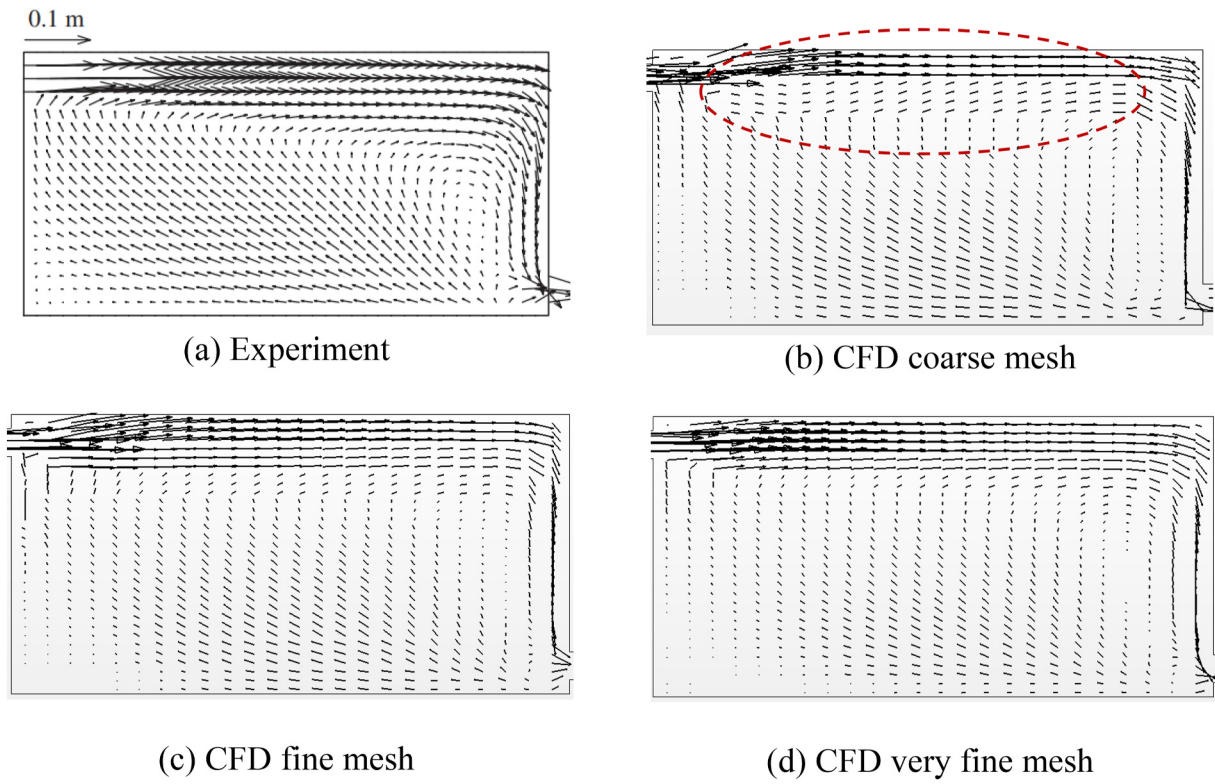 0.1 m
(a) Experiment
(b) CFD coarse mesh
(c) CFD fine mesh
(d) CFD very fine mesh